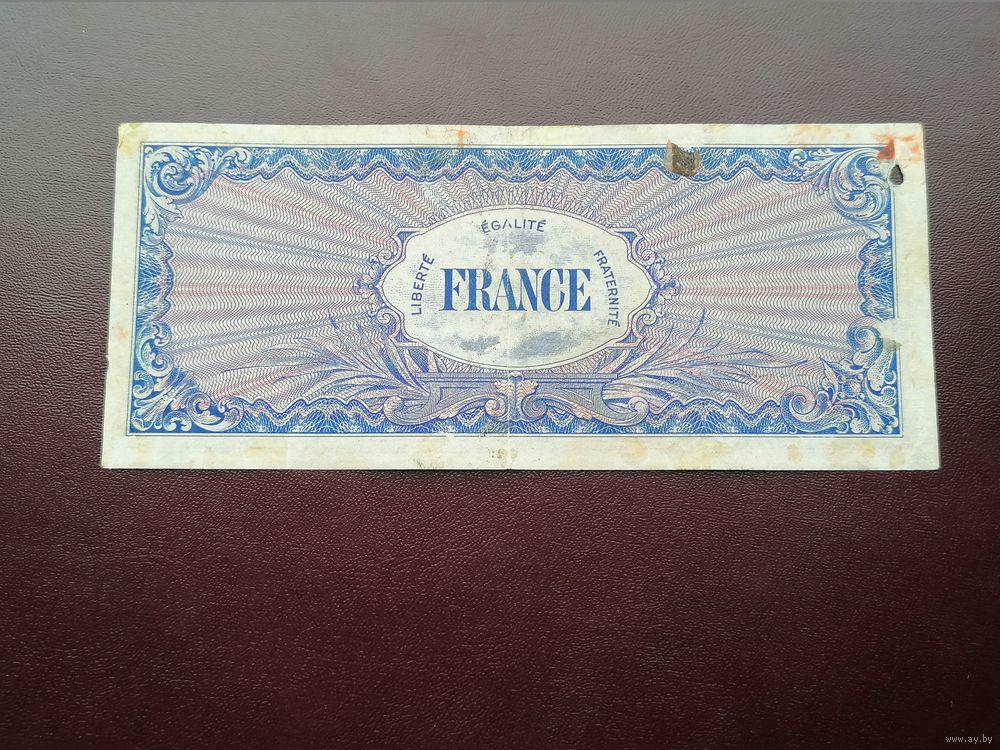 LIBERTÉ
ÉGALITÉ
FRATERNITÉ
FRANCE
www.ay.by